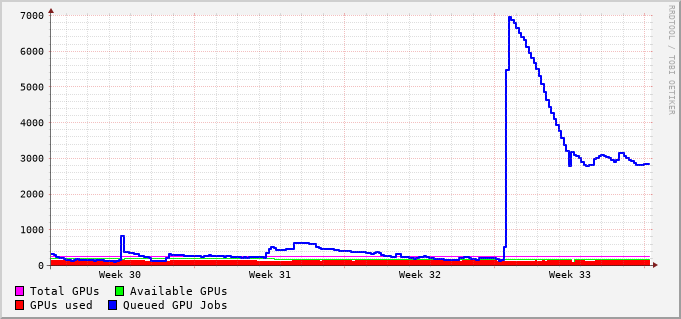 7000
6000
5000
4000
3000
2000
1000
0
Week 30 Week 31 Week 32 Week 33
Total GPUs Available GPUs
GPUs used Queued GPU Jobs
RRDTOOL / TOBI OETIKER